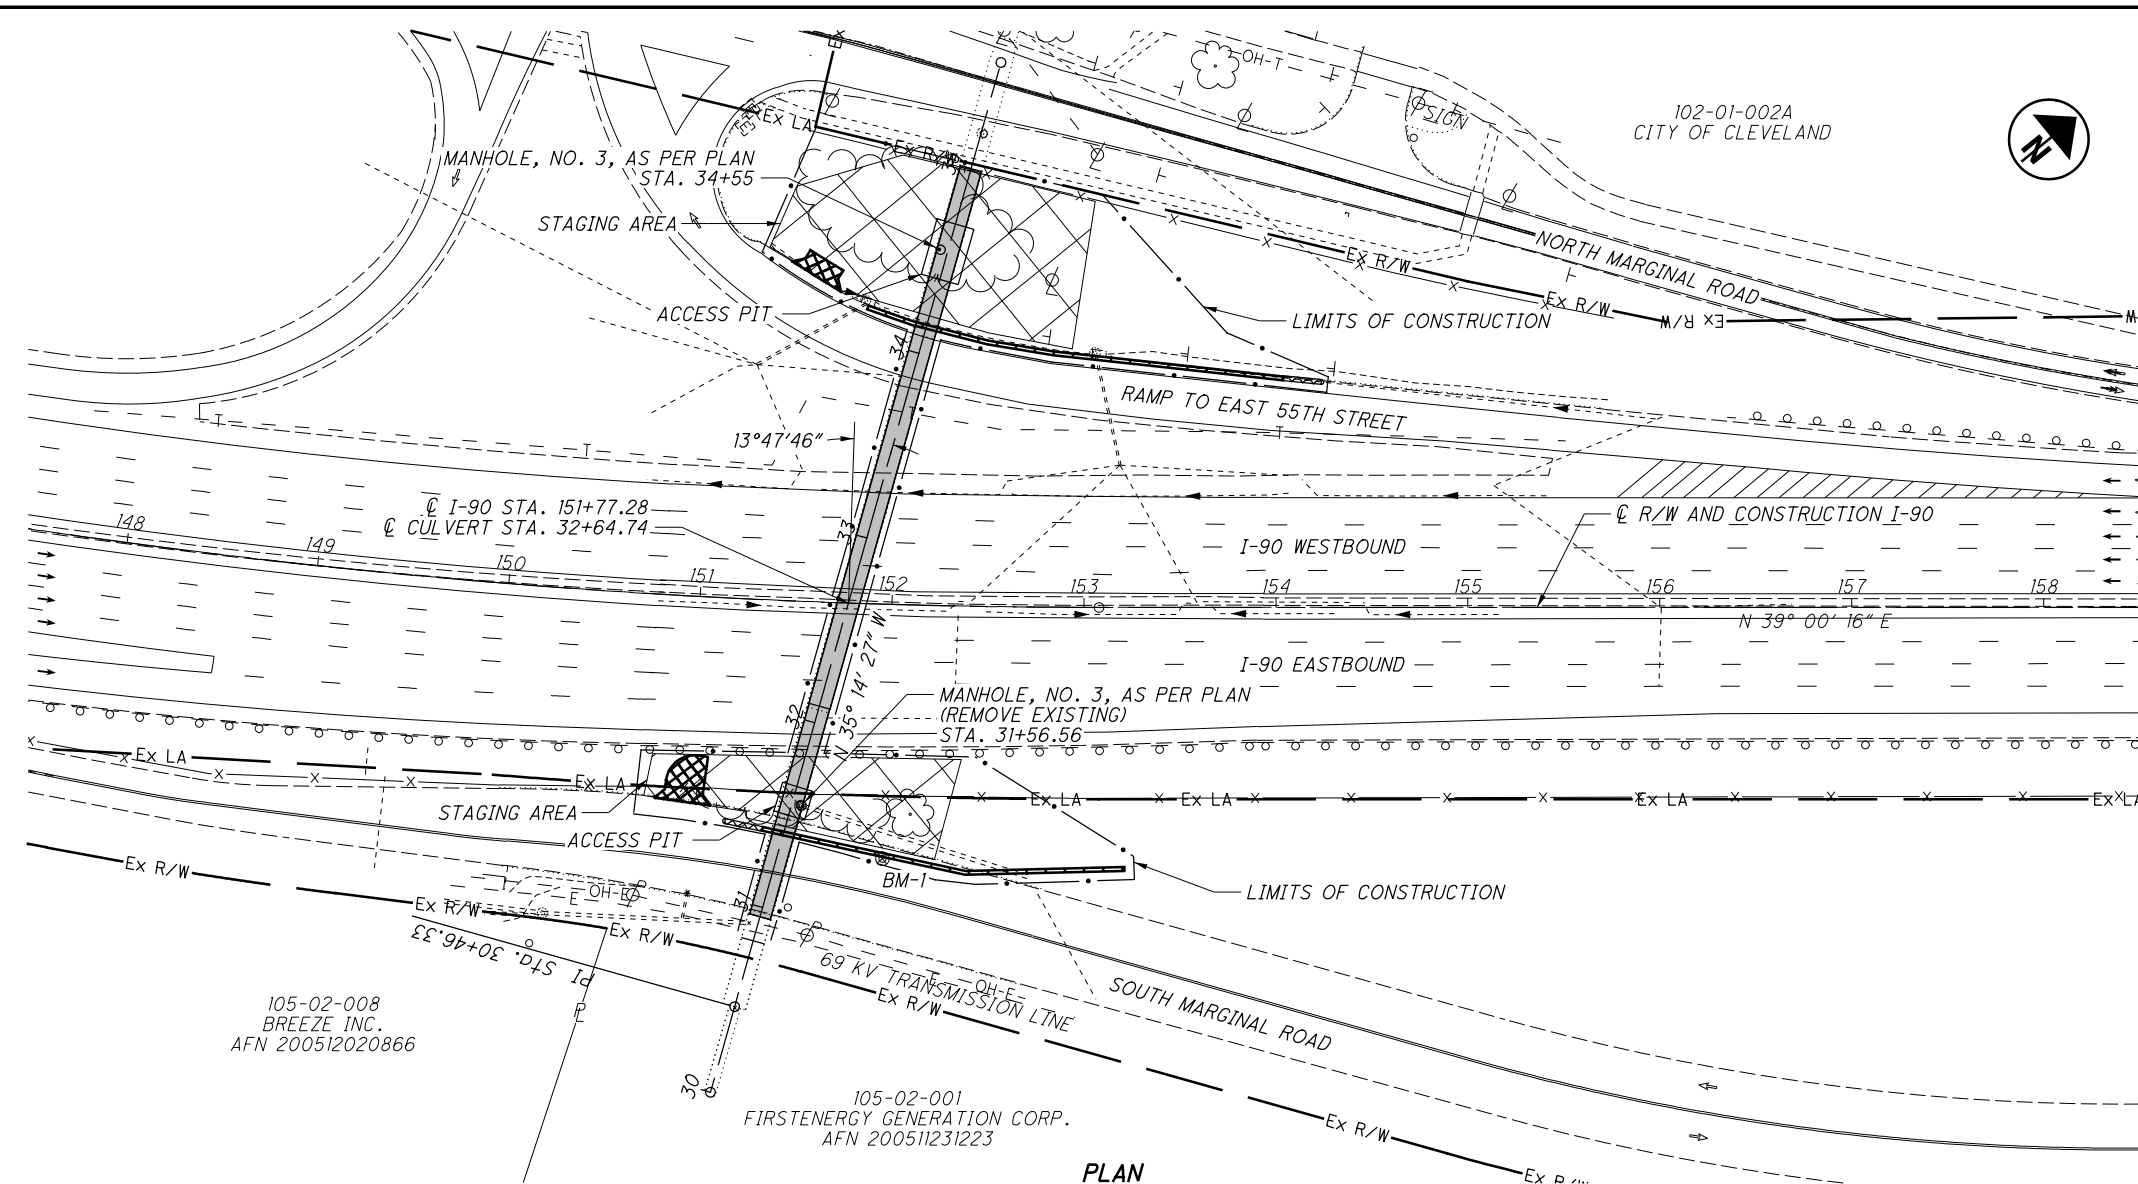 Ex
OH-T
SIGN
102-01-002A
CITY OF CLEVELAND
N
Ex LA
Ex R/W
MANHOLE, NO. 3, AS PER PLAN
STA. 34+55
STAGING AREA
NORTH MARGINAL ROAD
Ex R/W
Ex R/W
Ex R/W
ACCESS PIT
LIMITS OF CONSTRUCTION
34
RAMP TO EAST 55TH STREET
13°47'46"
℄ I-90 STA. 151+77.28
℄ CULVERT STA. 32+64.74
33
℄ R/W AND CONSTRUCTION I-90
I-90 WESTBOUND
148
149
150
151
152
153
154
155
156
157
158
N 39° 00' 16" E
I-90 EASTBOUND
N 35° 14' 27" W
32
MANHOLE, NO. 3, AS PER PLAN
(REMOVE EXISTING)
STA. 31+56.56
Ex LA
Ex LA
Ex LA
Ex LA
Ex LA
Ex LA
STAGING AREA
ACCESS PIT
BM-1
LIMITS OF CONSTRUCTION
Ex R/W
OH-E
E
31
Ex R/W
Ex R/W
PI Sta. 30+46.33
69 KV TRANSMISSION LINE
OH-E
Ex R/W
SOUTH MARGINAL ROAD
105-02-008
BREEZE INC.
AFN 200512020866
30
105-02-001
FIRSTENERGY GENERATION CORP.
AFN 200511231223
Ex R/W
Ex R/W
PLAN